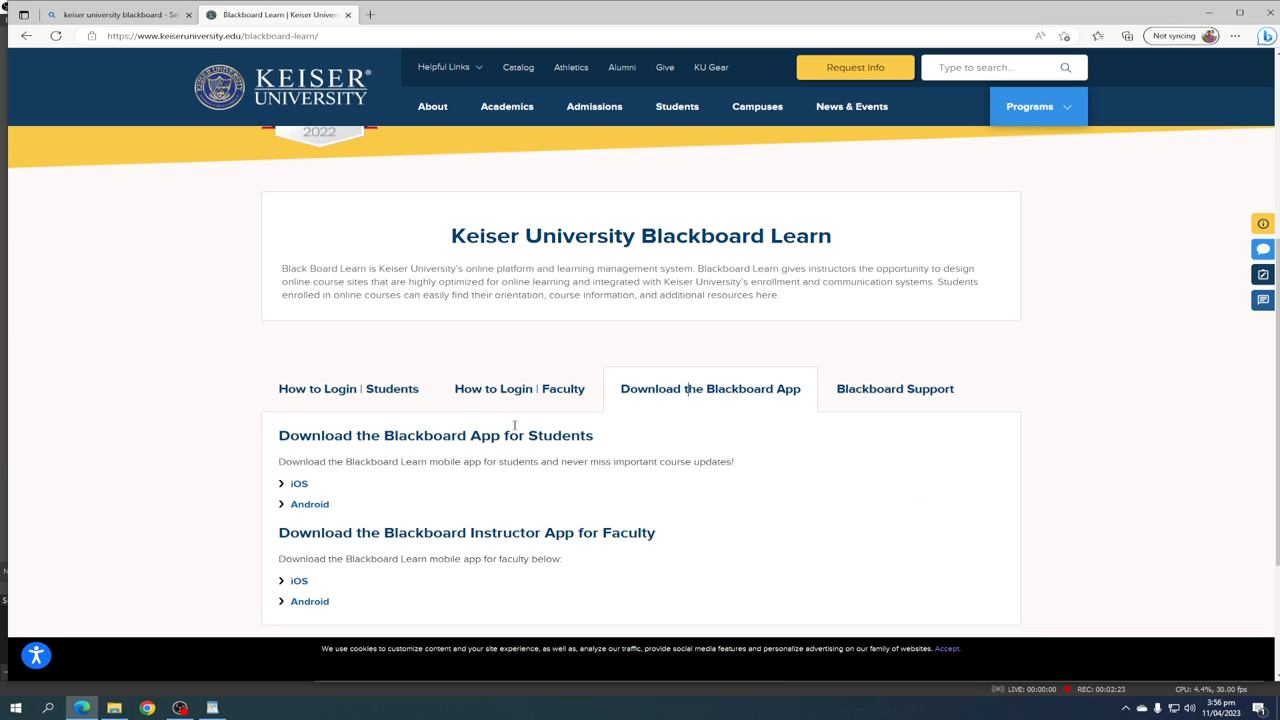 keiser university blackboard - Se
Blackboard Learn | Keiser Univers
https://www.keiseruniversity.edu/blackboard-learn/
Not syncing
Helpful Links
Catalog
Athletics
Alumni
Give
KU Gear
Request Info
Type to search...
KEISER®
UNIVERSITY
About
Academics
Admissions
Students
Campuses
News & Events
Programs
2022
Keiser University Blackboard Learn
Black Board Learn is Keiser University's online platform and learning management system. Blackboard Learn gives instructors the opportunity to design
online course sites that are highly optimized for online learning and integrated with Keiser University's enrollment and communication systems. Students
enrolled in online courses can easily find their orientation, course information, and additional resources here.
How to Login | Students
How to Login | Faculty
Download the Blackboard App
Blackboard Support
Download the Blackboard App for Students
Download the Blackboard Learn mobile app for students and never miss important course updates!
iOS
Android
Download the Blackboard Instructor App for Faculty
Download the Blackboard Learn mobile app for faculty below:
iOS
Android
We use cookies to customize content and your site experience, as well as, analyze our traffic, provide social media features and personalize advertising on our family of websites. Accept.
LIVE: 00:00:00
REC: 00:02:23
CPU: 4.4%, 30.00 fps
3:56 pm
11/04/2023